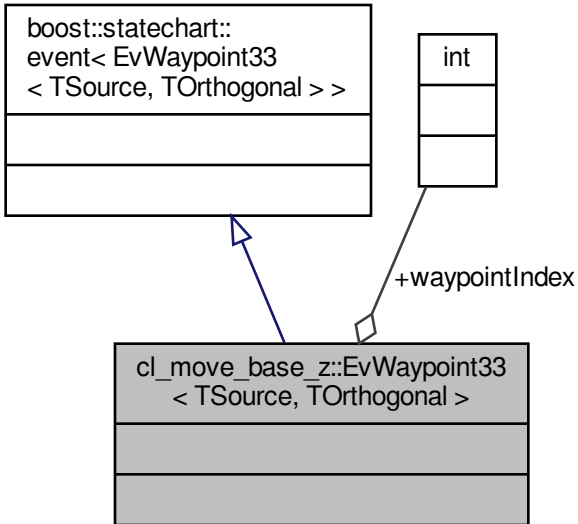 boost::statechart::
event< EvWaypoint33
< TSource, TOrthogonal > >
int
+waypointIndex
cl_move_base_z::EvWaypoint33
< TSource, TOrthogonal >